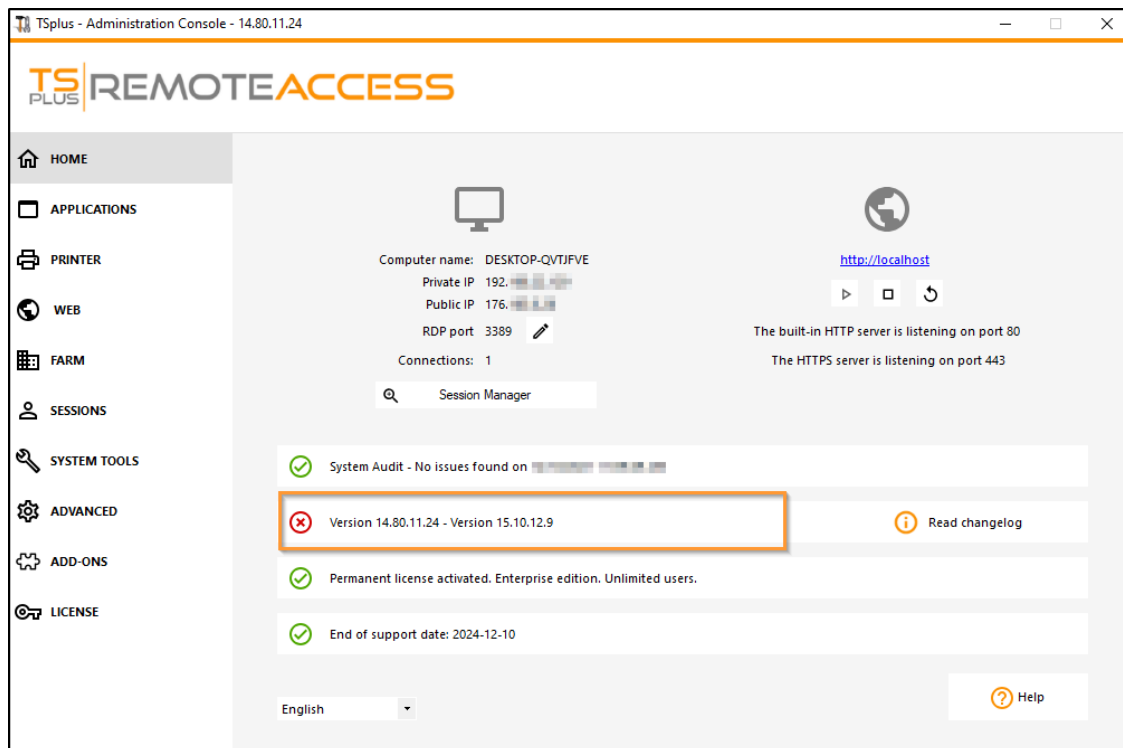 TSplus - Administration Console - 14.80.11.24
TS PLUS REMOTEACCESS
HOME
APPLICATIONS
PRINTER
WEB
FARM
SESSIONS
SYSTEM TOOLS
ADVANCED
ADD-ONS
LICENSE
Computer name: DESKTOP-QVTJFVE
Private IP 192.
Public IP 176.
RDP port 3389
Connections: 1
Session Manager
http://localhost
The built-in HTTP server is listening on port 80
The HTTPS server is listening on port 443
System Audit - No issues found on
Version 14.80.11.24 - Version 15.10.12.9
Read changelog
Permanent license activated. Enterprise edition. Unlimited users.
End of support date: 2024-12-10
English
Help